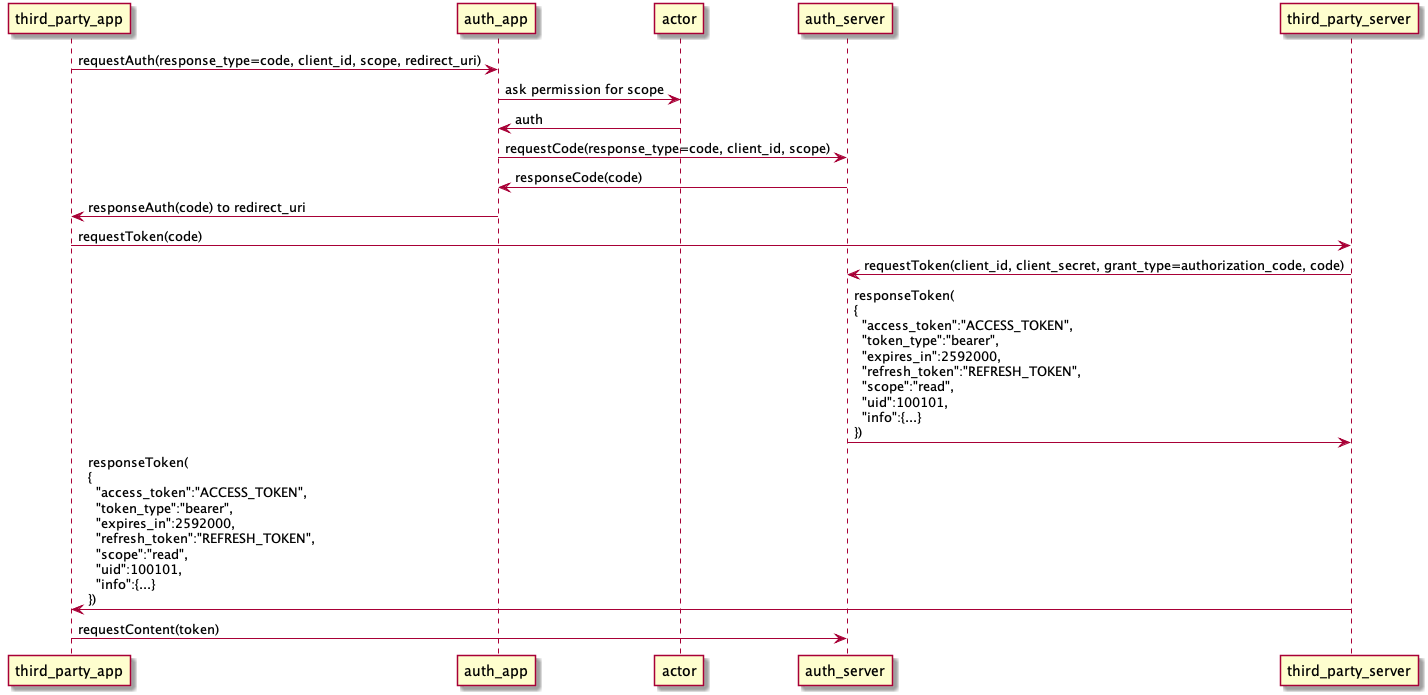 third_party_app auth_app actor auth_server third_party_server
requestAuth(response_type=code, client_id, scope, redirect_uri)
ask permission for scope
auth
requestCode(response_type=code, client_id, scope)
responseCode(code)
responseAuth(code) to redirect_uri
requestToken(code)
requestToken(client_id, client_secret, grant_type=authorization_code, code)
responseToken(
{
"access_token":"ACCESS_TOKEN",
"token_type":"bearer",
"expires_in":2592000,
"refresh_token":"REFRESH_TOKEN",
"scope":"read",
"uid":100101,
"info":{...}
})
responseToken(
{
"access_token":"ACCESS_TOKEN",
"token_type":"bearer",
"expires_in":2592000,
"refresh_token":"REFRESH_TOKEN",
"scope":"read",
"uid":100101,
"info":{...}
})
requestContent(token)
third_party_app auth_app actor auth_server third_party_server